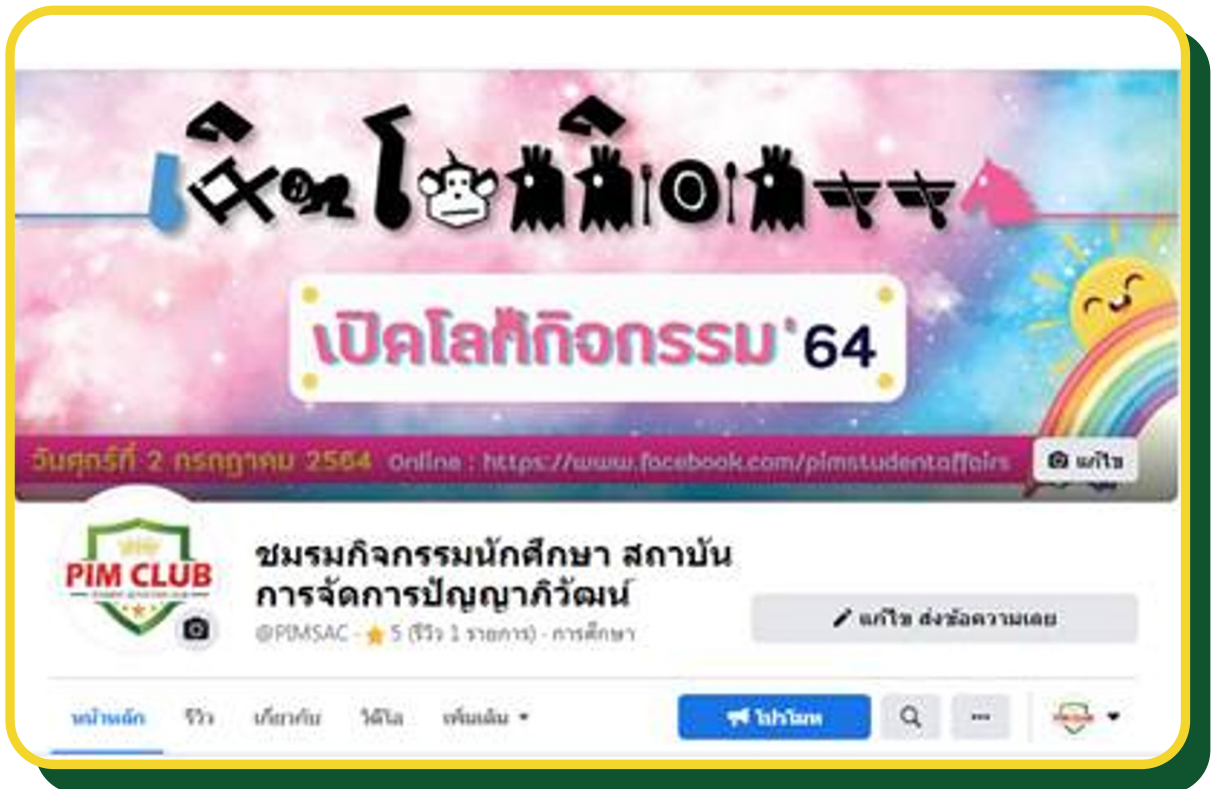 เปิดโลกกิจกรรม'64
วันศุกร์ที่ 2 กรกฎาคม 2564 Online : https://www.facebook.com/pimstudentaffairs
แก้ไข
PIM CLUB
ชมรมกิจกรรมนักศึกษา สถาบัน
การจัดการปัญญาภิวัฒน์
@PIMSAC · 5 (รีวิว 1 รายการ) · การศึกษา
แก้ไข ส่งข้อความเลย
หน้าหลัก รีวิว เกี่ยวกับ วิดีโอ เพิ่มเติม
โปรโมท